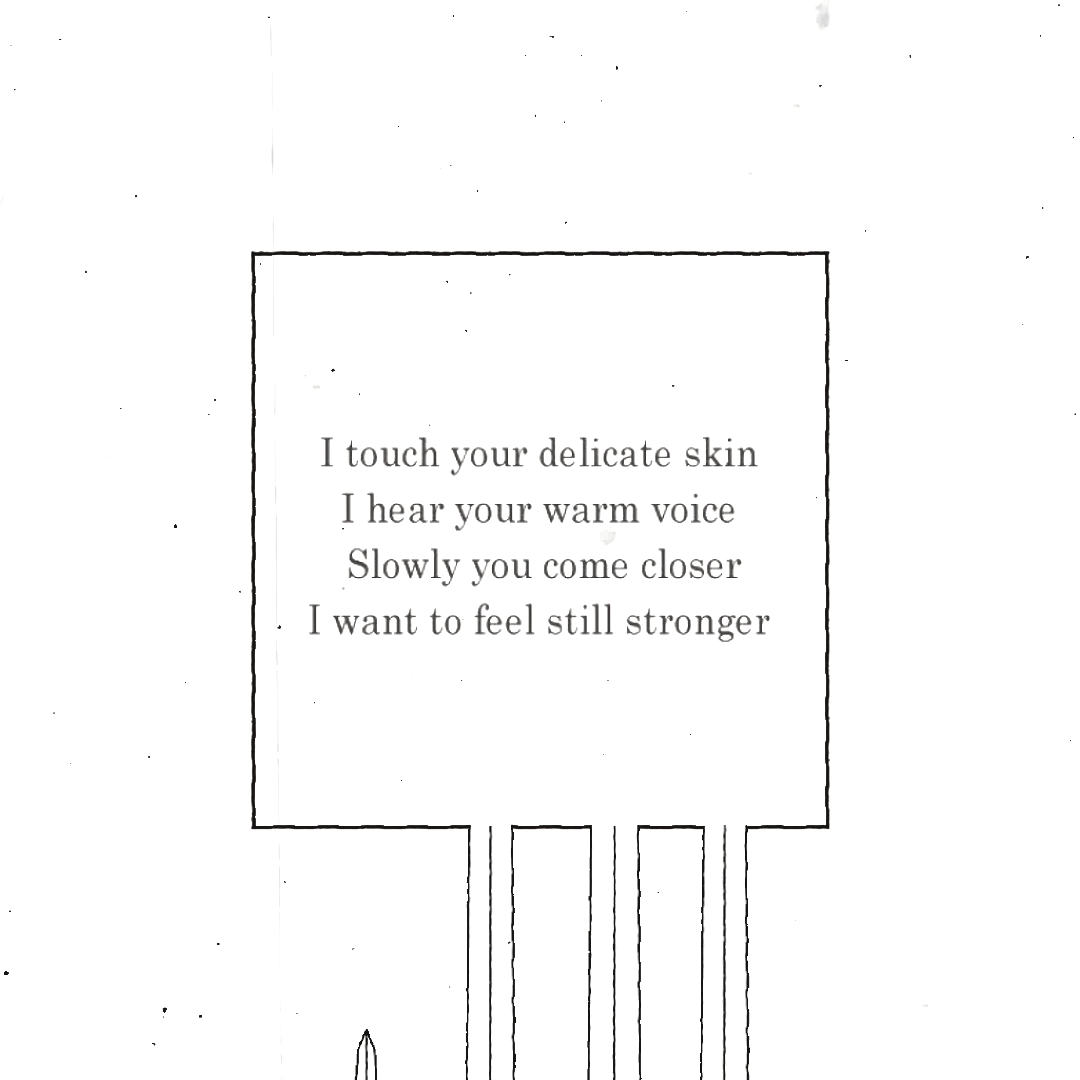 I touch your delicate skin
I hear your warm voice
Slowly you come closer
I want to feel still stronger